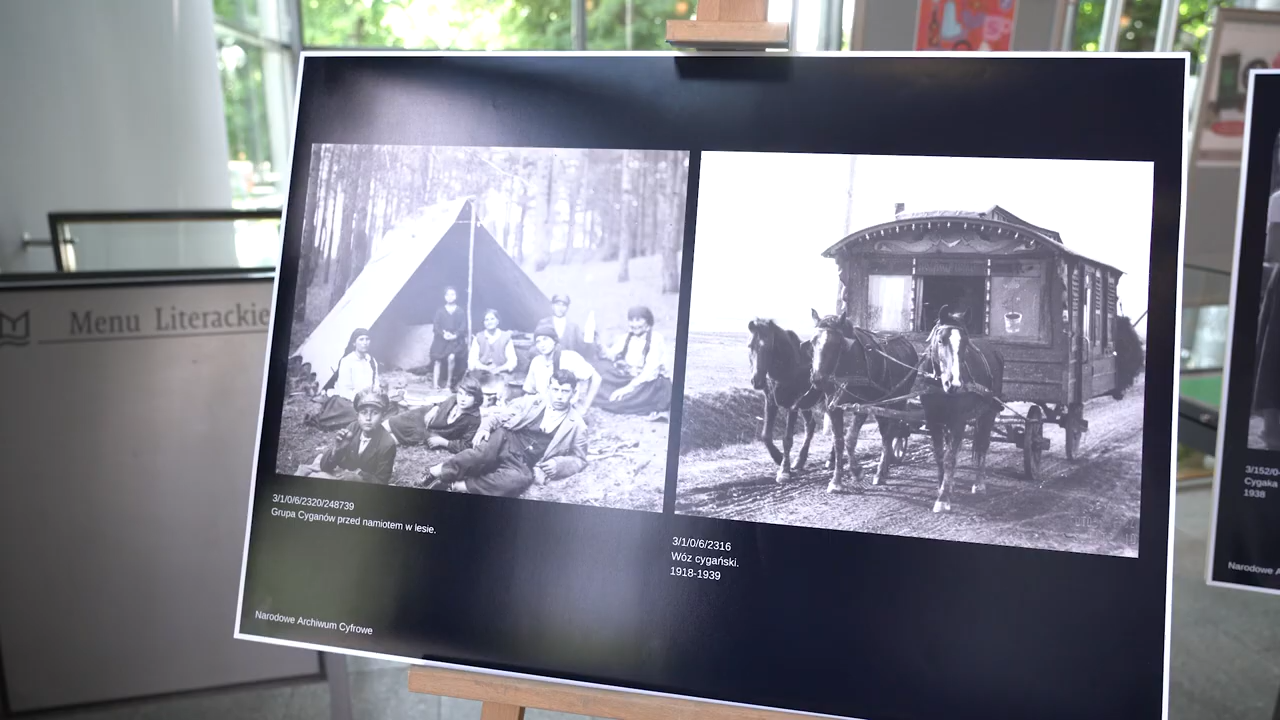 Menu Literackie
3/1/0/6/2320/248739
Grupa Cyganów przed namiotem w lesie.
3/1/0/6/2316
Wóz cygański.
1918-1939
Narodowe Archiwum Cyfrowe
3/152/0
Cygaka
1938
Narodowe A